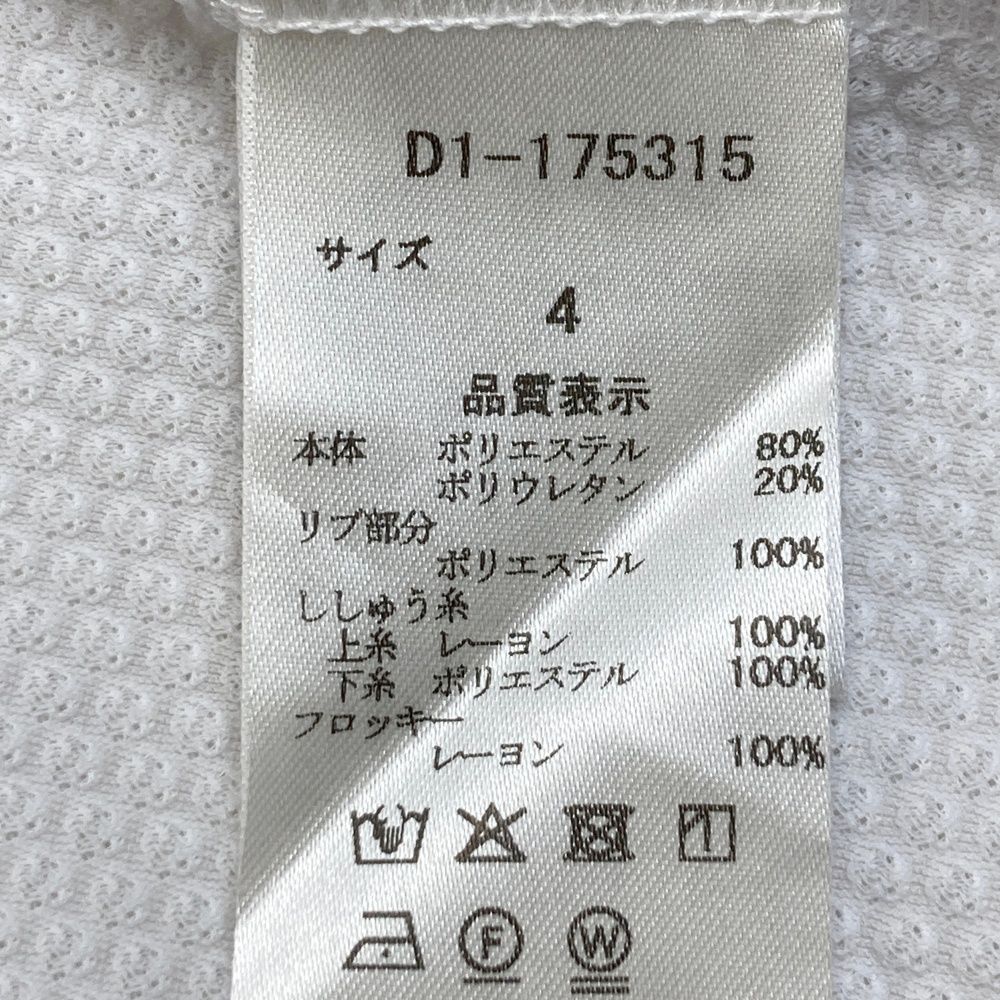 D1-175315
サイズ
4
品質表示
本体 ポリエステル 80%
ポリウレタン 20%
リブ部分
ポリエステル 100%
ししゅう糸
上糸 レーヨン 100%
下糸 ポリエステル 100%
フロッキー
レーヨン 100%
F W